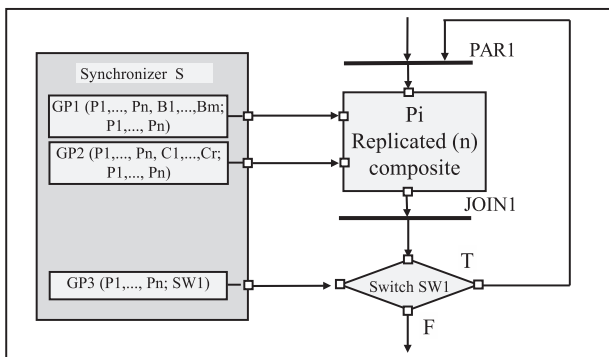 Synchronizer S
GP1 (P1,..., Pn, B1,...,Bm;
P1,..., Pn)
GP2 (P1,..., Pn, C1,...,Cr;
P1,..., Pn)
GP3 (P1,..., Pn; SW1)
PAR1
Pi
Replicated (n)
composite
JOIN1
T
Switch SW1
F